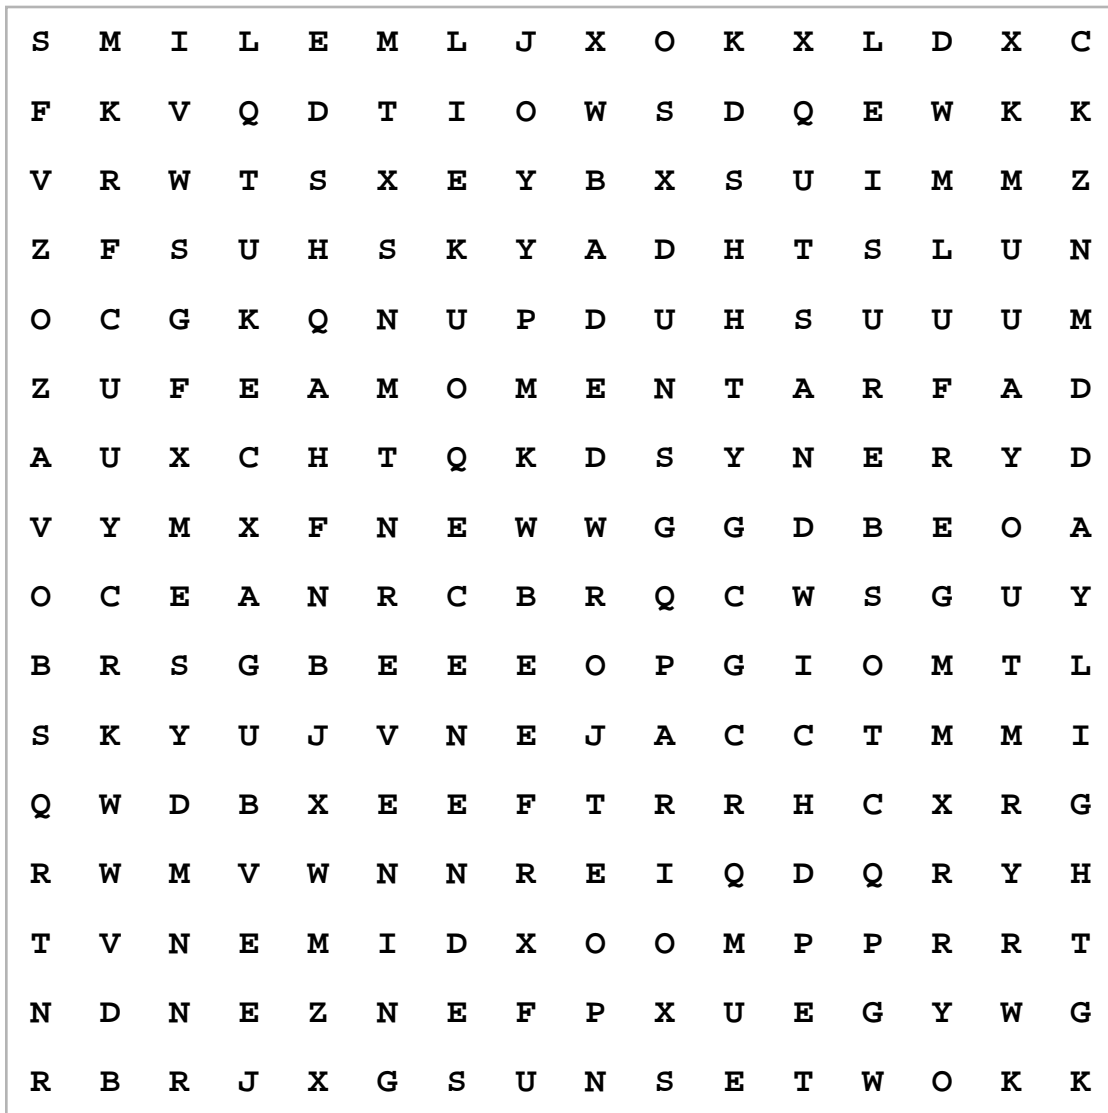 S M I L E M L J X O K X L D X C
F K V Q D T I O W S D Q E W K K
V R W T S X E Y B X S U I M M Z
Z F S U H S K Y A D H T S L U N
O C G K Q N U P D U H S U U U M
Z U F E A M O M E N T A R F A D
A U X C H T Q K D S Y N E R Y D
V Y M X F N E W W G G D B E O A
O C E A N R C B R Q C W S G U Y
B R S G B E E E O P G I O M T L
S K Y U J V N E J A C C T M M I
Q W D B X E E F T R R H C X R G
R W M V W N N R E I Q D Q R Y H
T V N E M I D X O O M P P R R T
N D N E Z N E F P X U E G Y W G
R B R J X G S U N S E T W O K K